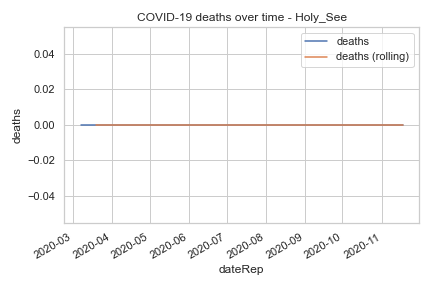 COVID-19 deaths over time - Holy_See
deaths
deaths (rolling)
0.04
0.02
0.00
−0.02
−0.04
deaths
2020-03
2020-04
2020-05
2020-06
2020-07
2020-08
2020-09
2020-10
2020-11
dateRep